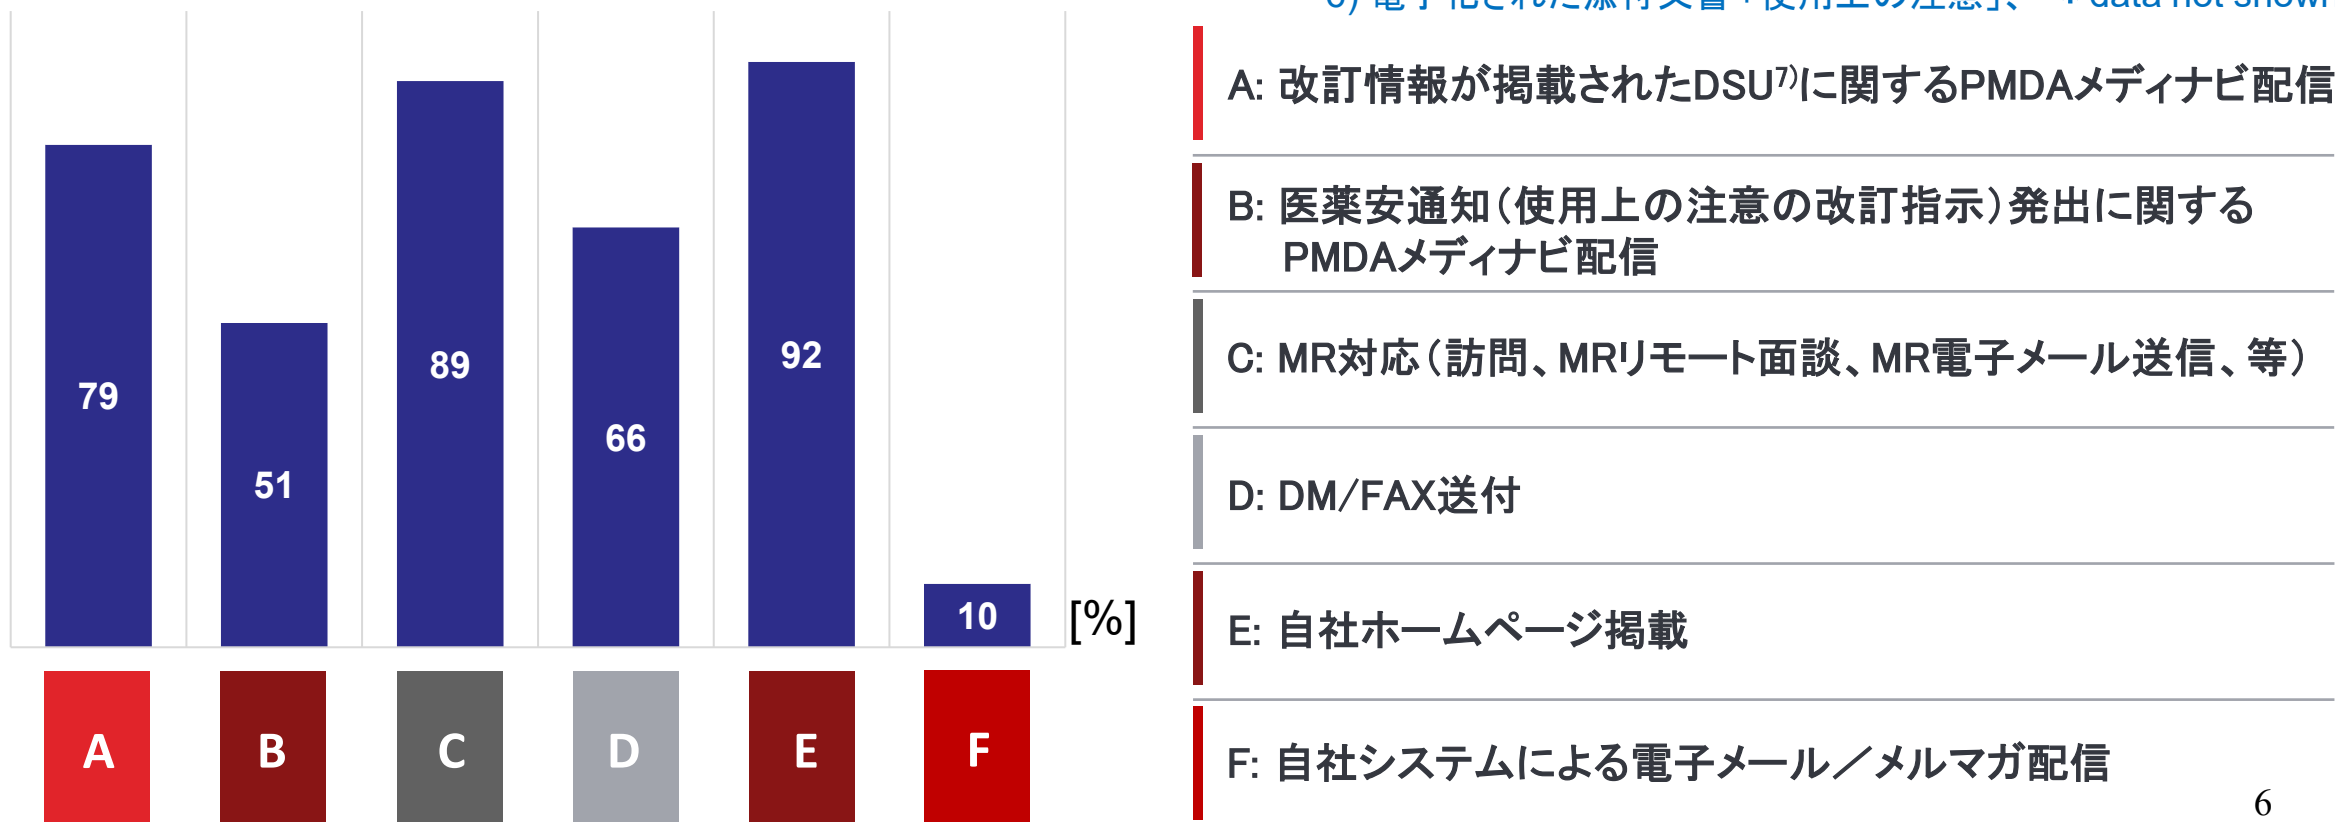 data not shown
A: 改訂情報が掲載されたDSU7)に関するPMDAメディナビ配信
B: 医薬安通知(使用上の注意の改訂指示)発出に関する
PMDAメディナビ配信
C: MR対応(訪問、MRリモート面談、MR電子メール送信、等)
D: DM/FAX送付
E: 自社ホームページ掲載
F: 自社システムによる電子メール／メルマガ配信
79
51
89
66
92
10
[%]
A
B
C
D
E
F
6